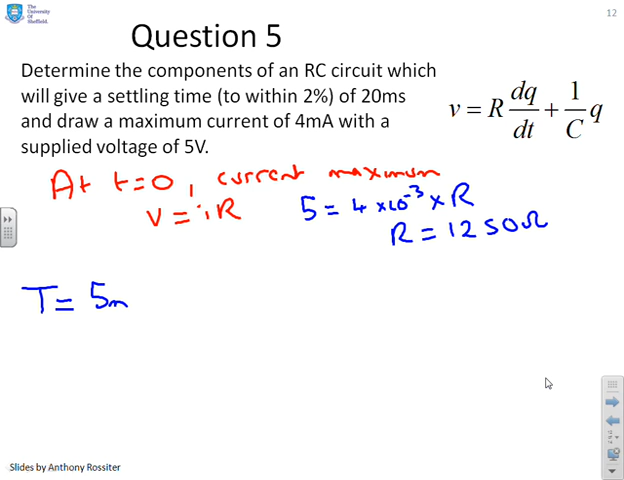 The
University
Of
Sheffield.
12
Question 5
Determine the components of an RC circuit which
will give a settling time (to within 2%) of 20ms
and draw a maximum current of 4mA with a
supplied voltage of 5V.
v = R dq/dt + 1/C q
At t=0, current maximum
V = iR
5 = 4 ×10⁻³ × R
R = 1250Ω
T = 5m
Slides by Anthony Rossiter